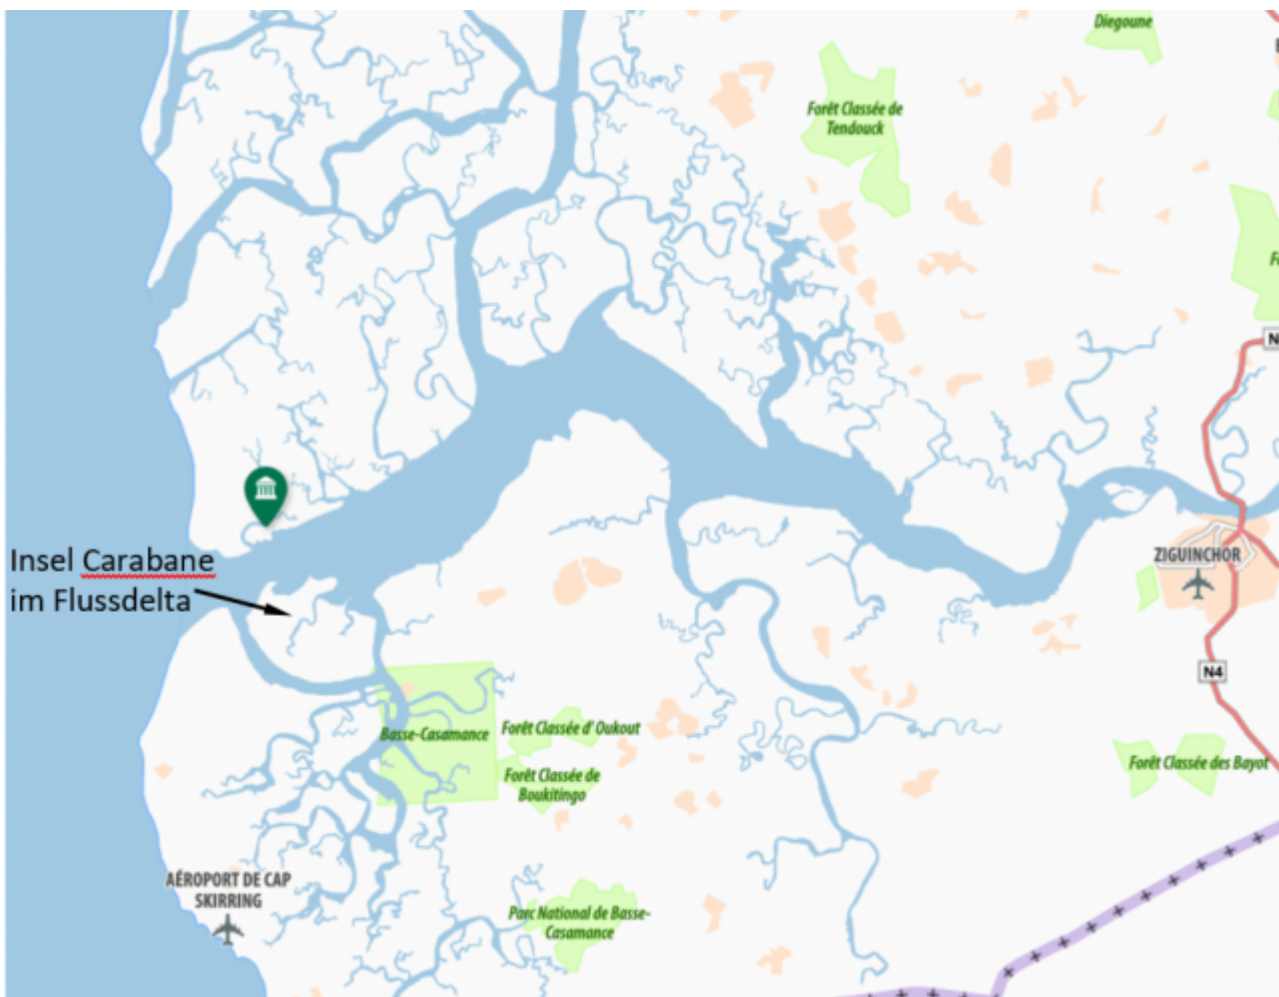 Diegoune
Forêt Classée de
Tendouck
Insel Carabane
im Flussdelta
ZIGUINCHOR
N4
Basse-Casamance
Forêt Classée d' Oukout
Forêt Classée de
Boukitingo
Forêt Classée des Bayot
AÉROPORT DE CAP
SKIRRING
Parc National de Basse-
Casamance